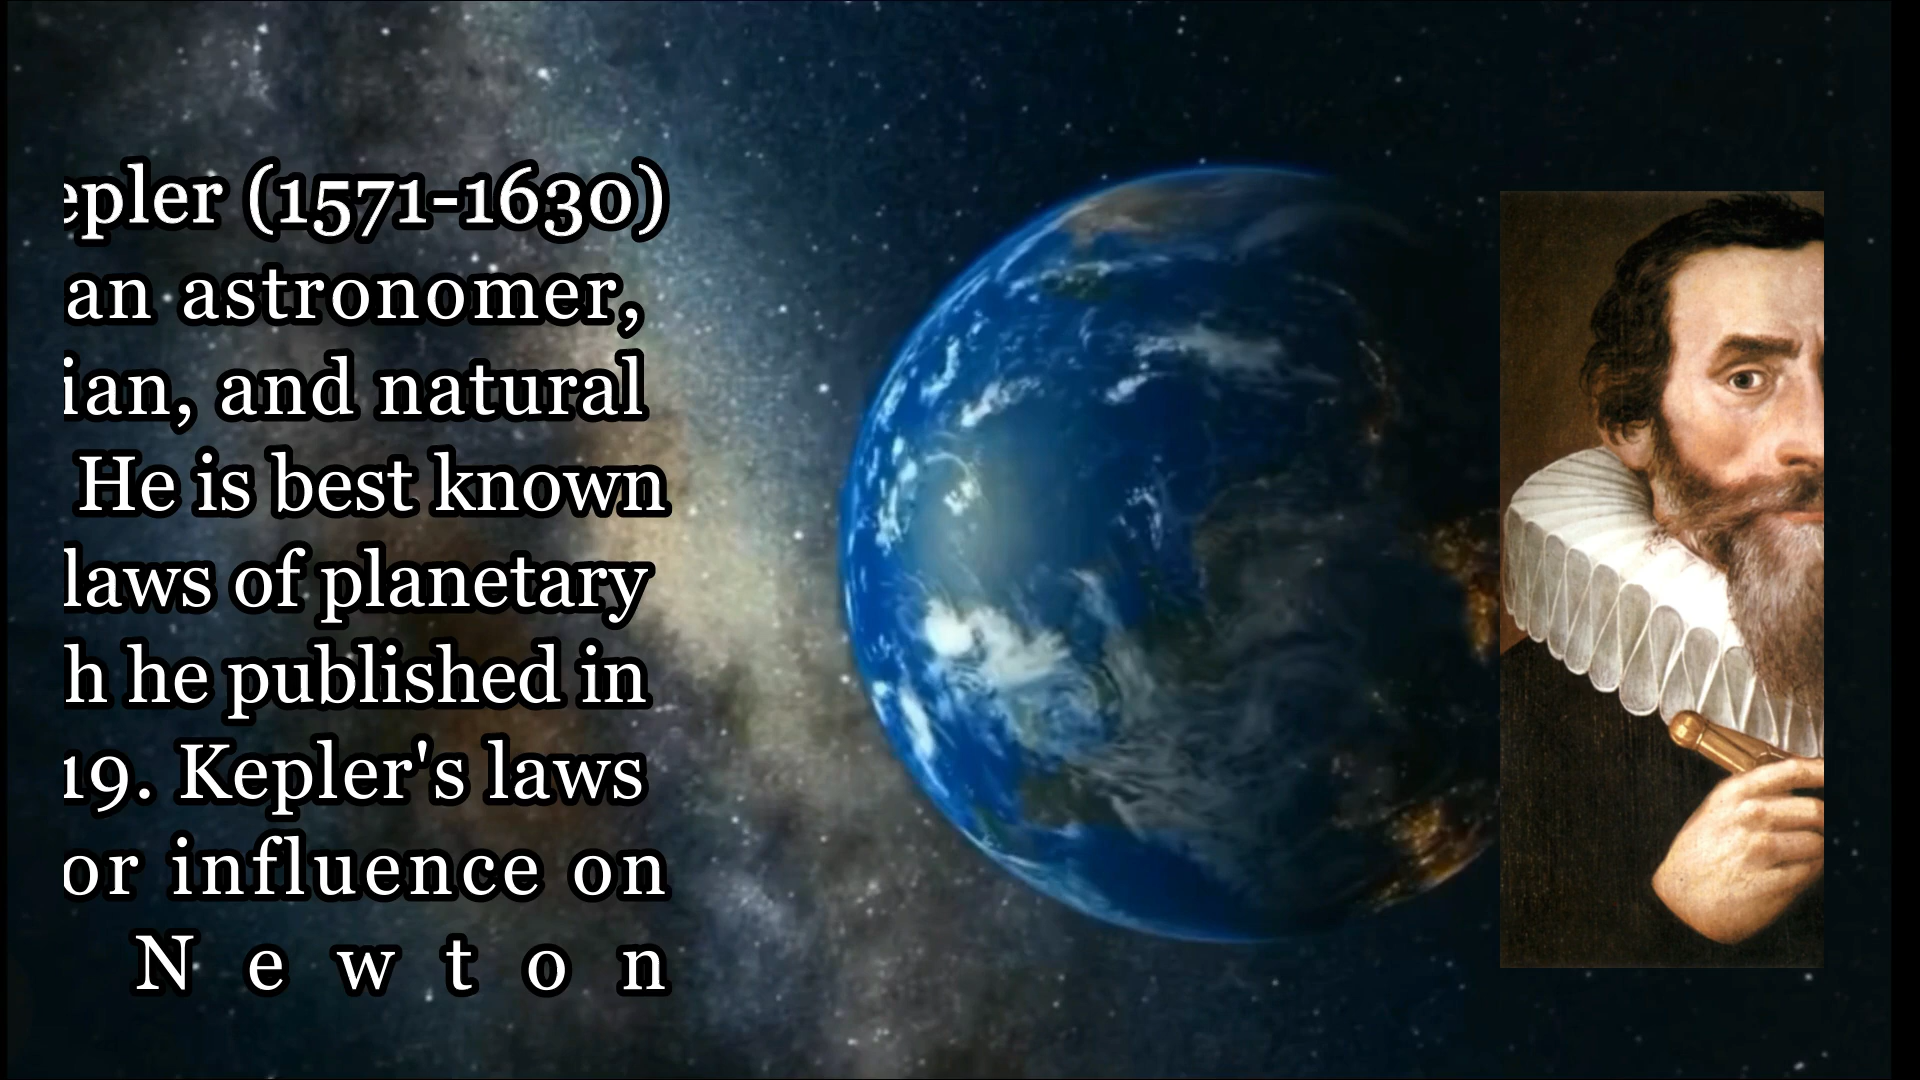 epler (1571-1630)
an astronomer,
ian, and natural
He is best known
laws of planetary
h he published in
19. Kepler's laws
or influence on
Newton